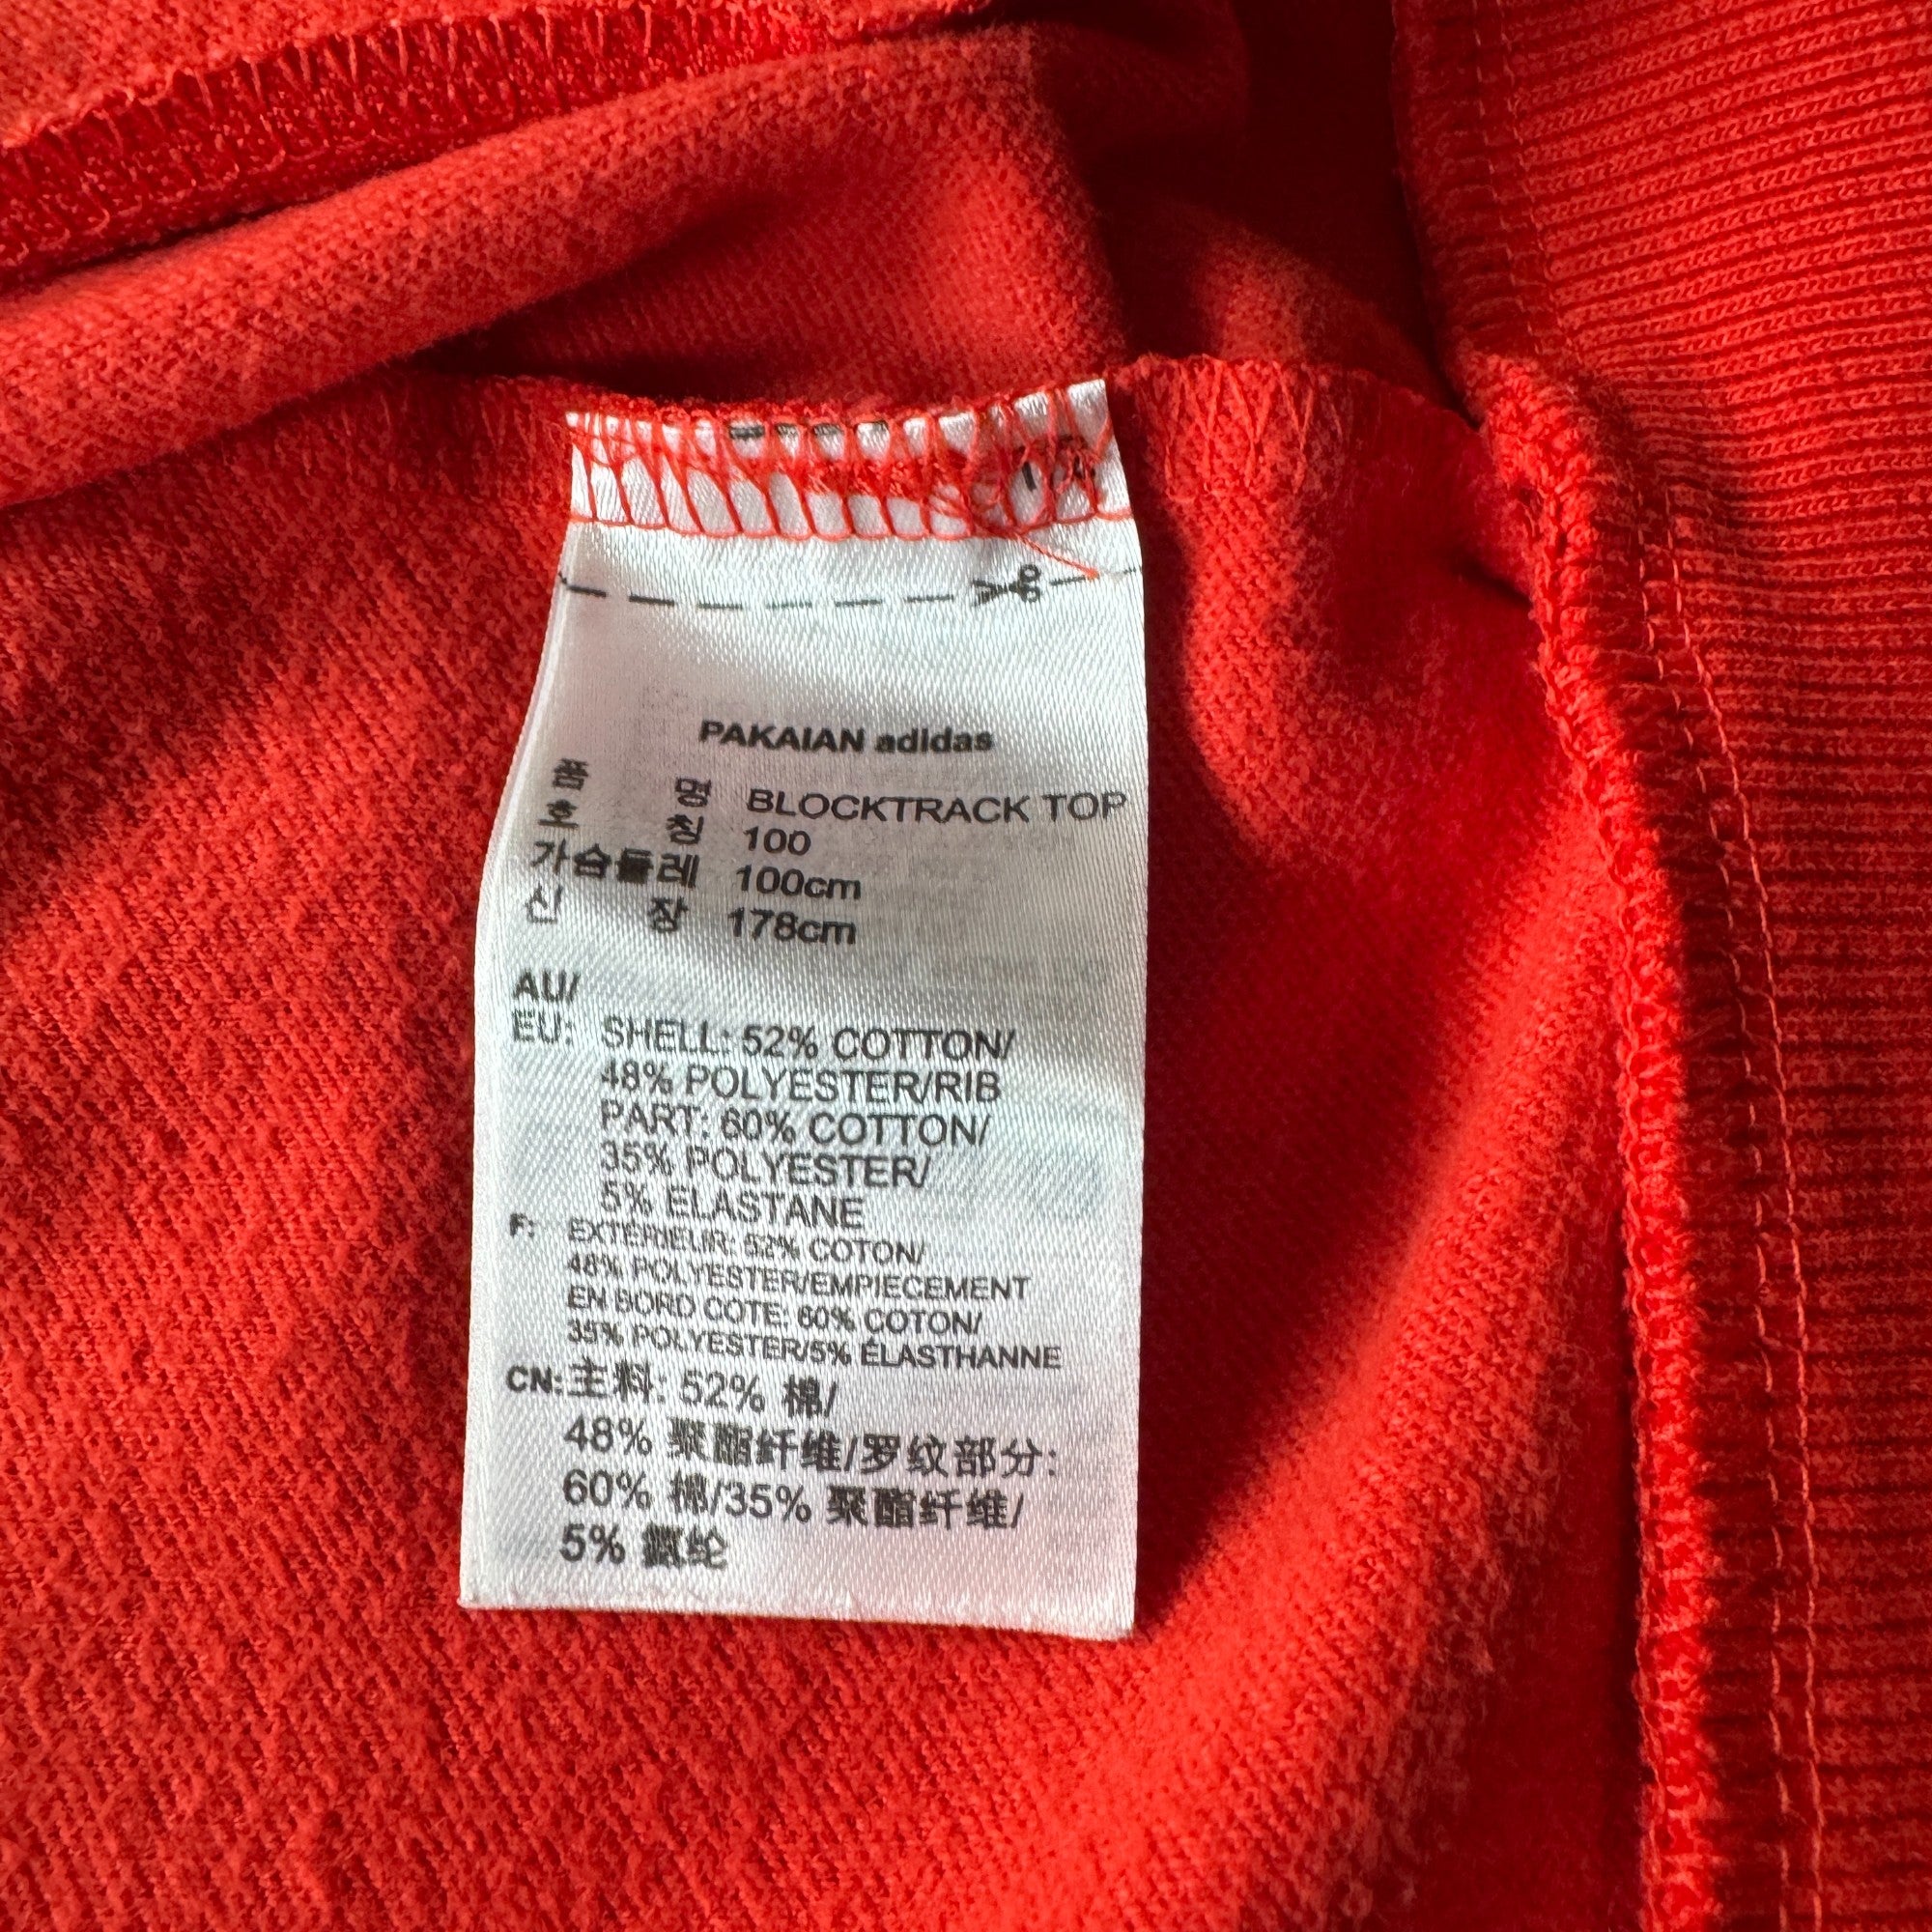 PAKAIAN adidas
품 명 BLOCKTRACK TOP
호 칭 100
가슴둘레 100cm
신 장 178cm
AU/
EU: SHELL: 52% COTTON/
48% POLYESTER/RIB
PART: 60% COTTON/
35% POLYESTER/
5% ELASTANE
F: EXTÉRIEUR: 52% COTON/
48% POLYESTER/EMPIECEMENT
EN BORD COTE: 60% COTON/
35% POLYESTER/5% ÉLASTHANNE
CN:主料: 52% 棉/
48% 聚酯纤维/罗纹部分:
60% 棉/35% 聚酯纤维/
5% 氨纶